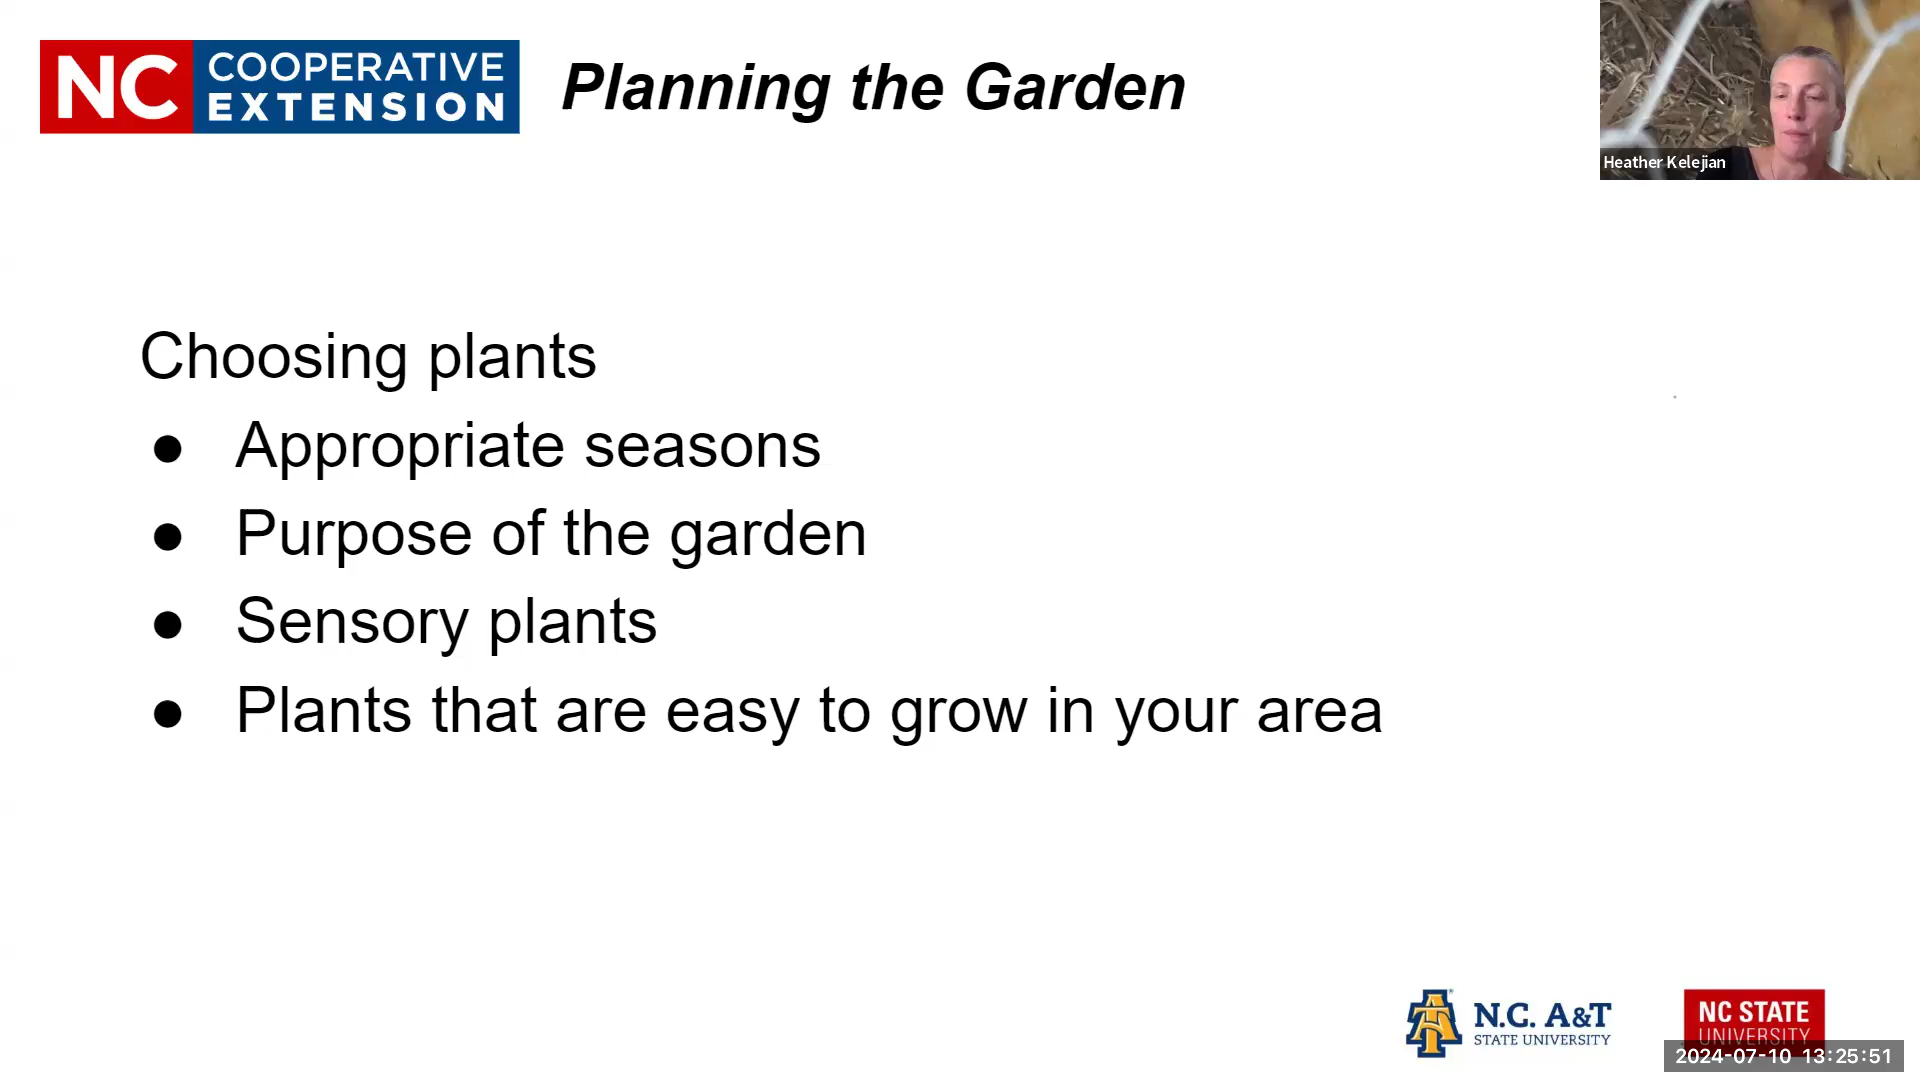 NC COOPERATIVE EXTENSION
Planning the Garden
Heather Kelejian
Choosing plants
● Appropriate seasons
● Purpose of the garden
● Sensory plants
● Plants that are easy to grow in your area
N.C. A&T
STATE UNIVERSITY
NC STATE
UNIVERSITY
2024-07-10 13:25:51